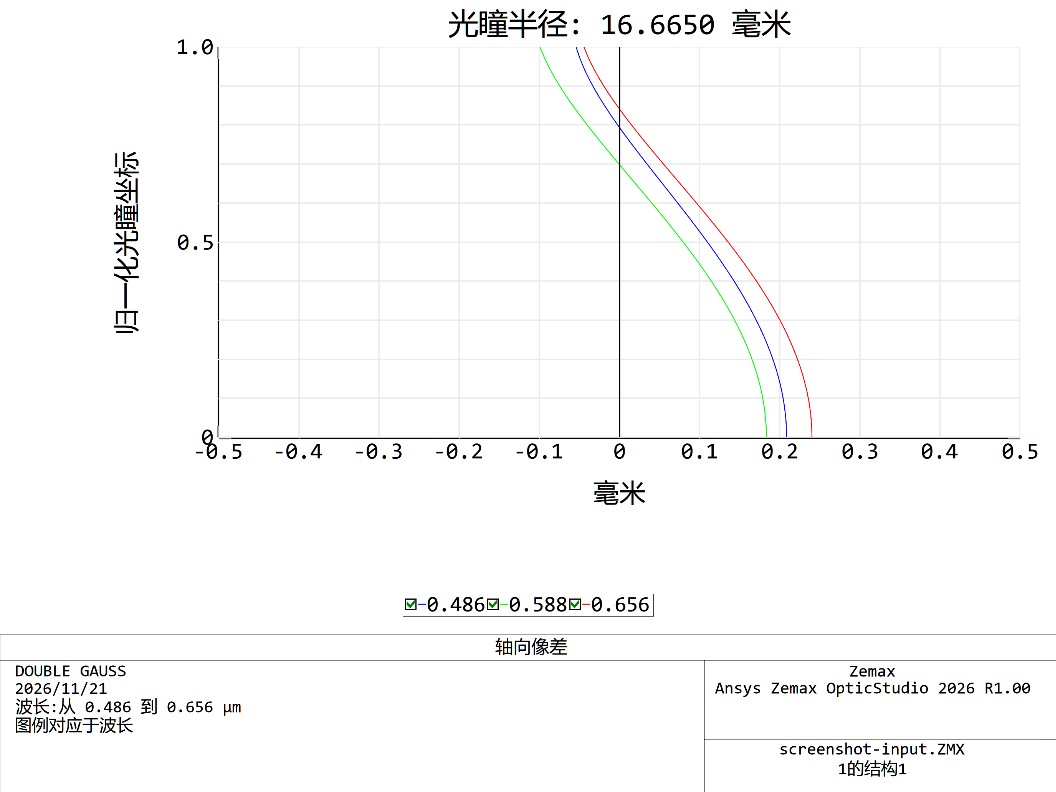 光瞳半径: 16.6650 毫米
1.0
0.5
0
归一化光瞳坐标
-0.5 -0.4 -0.3 -0.2 -0.1 0 0.1 0.2 0.3 0.4 0.5
毫米
0.486 0.588 0.656
轴向像差
DOUBLE GAUSS
2026/11/21
波长:从 0.486 到 0.656 µm
图例对应于波长
Zemax
Ansys Zemax OpticStudio 2026 R1.00
screenshot-input.ZMX
1的结构1